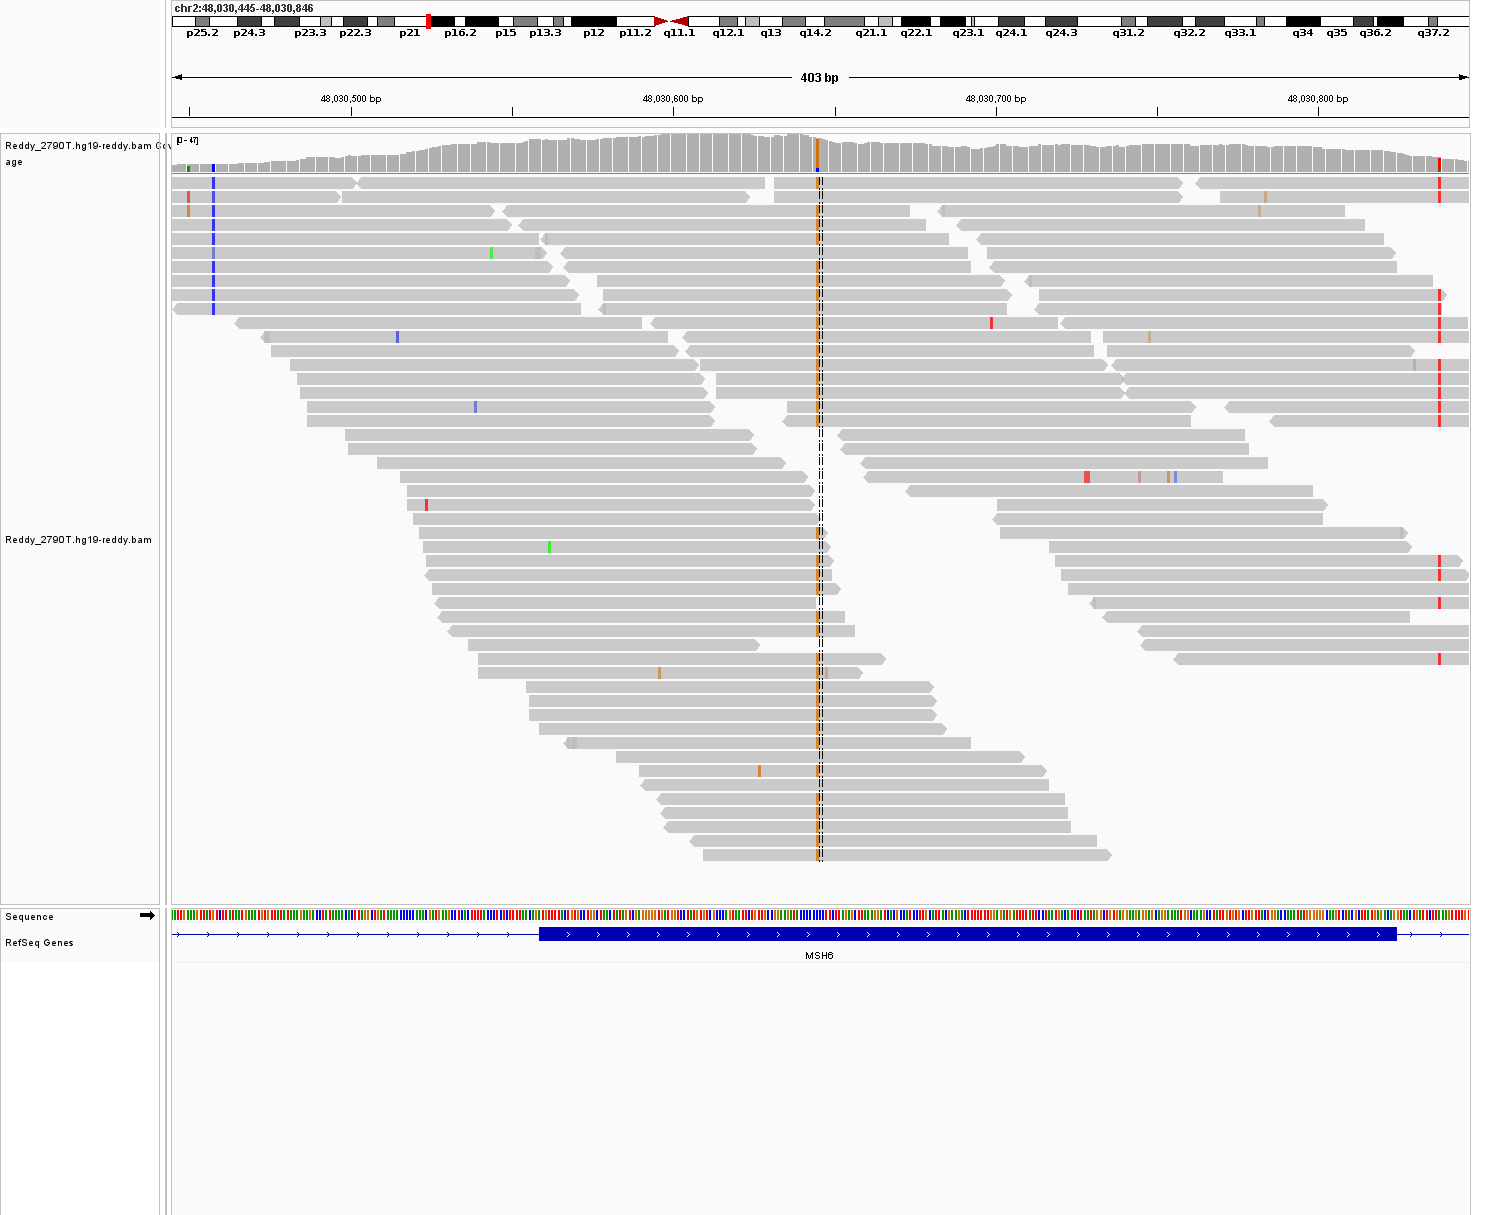 chr2:48,030,445-48,030,846
p25.2 p24.3 p23.3 p22.3 p21 p16.2 p15 p13.3 p12 p11.2 q11.1 q12.1 q13 q14.2 q21.1 q22.1 q23.1 q24.1 q24.3 q31.2 q32.2 q33.1 q34 q35 q36.2 q37.2
403 bp
48,030,500 bp 48,030,600 bp 48,030,700 bp 48,030,800 bp
[0 - 47]
Reddy_2790T.hg19-reddy.bam Cov
age
Reddy_2790T.hg19-reddy.bam
Sequence
RefSeq Genes
MSH6